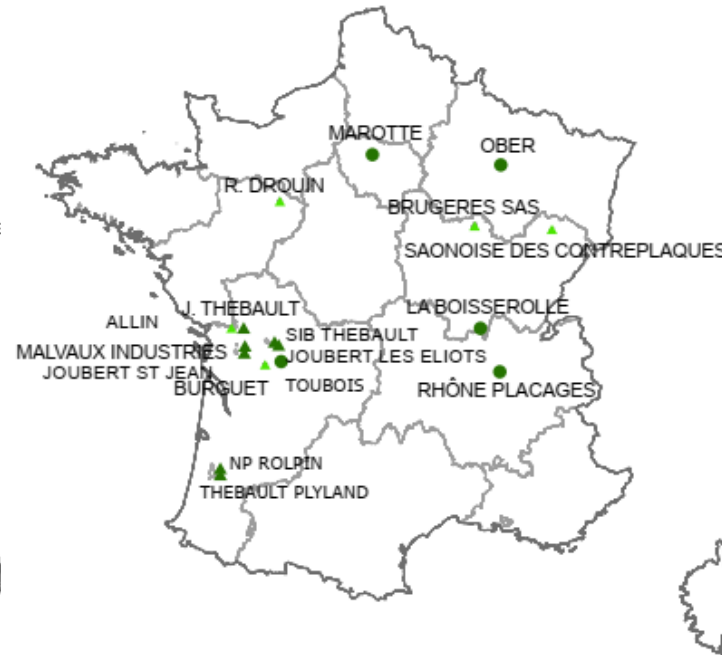 MAROTTE
OBER
R. DROUIN
BRUGERES SAS
SAONOISE DES CONTREPLAQUES
J. THEBAULT
LA BOISSEROLLE
ALLIN
SIB THEBAULT
MALVAUX INDUSTRIES
JOUBERT LES ELIOTS
JOUBERT ST JEAN
BURGUET
TOUBOIS
RHÔNE PLACAGES
NP ROLPIN
THEBAULT PLYLAND